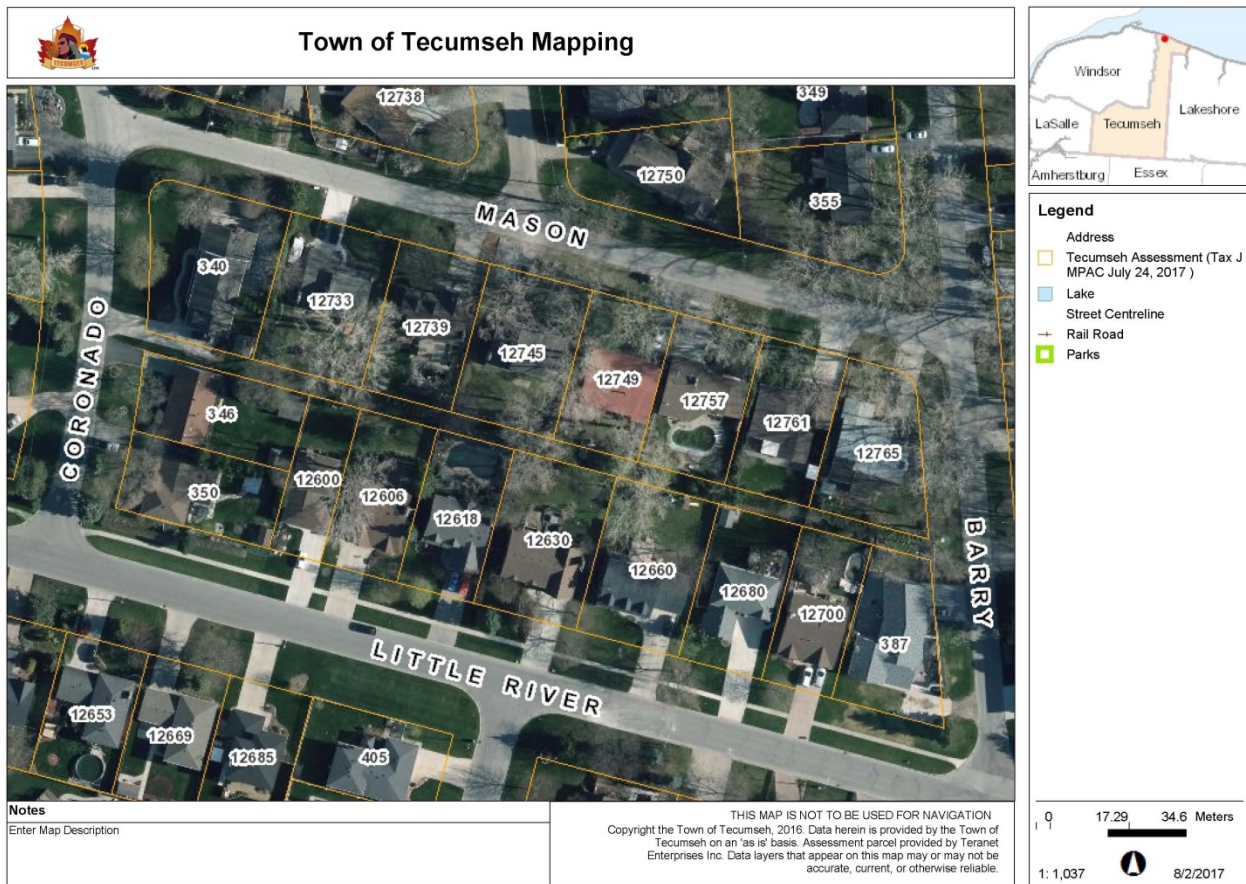 TECUMSEH
Town of Tecumseh Mapping
Windsor
Lakeshore
LaSalle
Tecumseh
Amherstburg
Essex
12738
349
12750
355
MASON
340
12733
12739
12745
12749
12757
12761
12765
CORONADO
346
350
12600
12606
12618
12630
12660
12680
12700
387
BARRY
LITTLE RIVER
12653
12669
12685
405
Legend
Address
Tecumseh Assessment (Tax J
MPAC July 24, 2017 )
Lake
Street Centreline
Rail Road
Parks
Notes
Enter Map Description
THIS MAP IS NOT TO BE USED FOR NAVIGATION
Copyright the Town of Tecumseh, 2016. Data herein is provided by the Town of
Tecumseh on an 'as is' basis. Assessment parcel provided by Teranet
Enterprises Inc. Data layers that appear on this map may or may not be
accurate, current, or otherwise reliable.
0 17.29 34.6 Meters
1: 1,037
8/2/2017